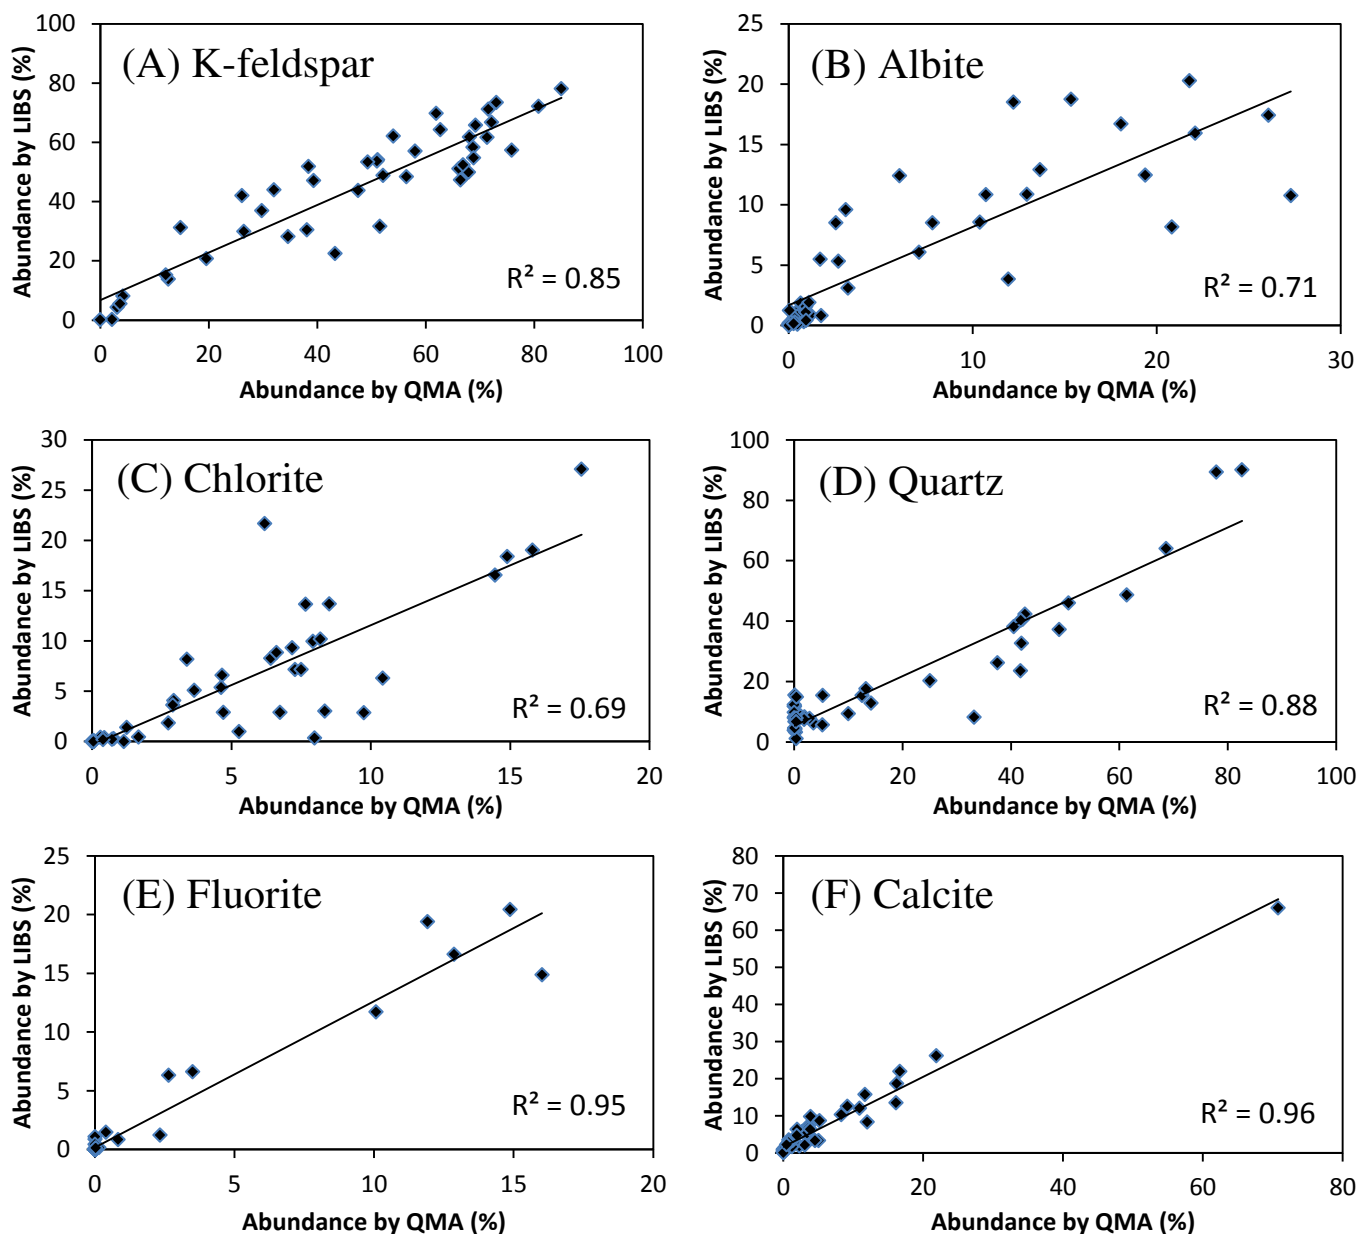 (A) K-feldspar
Abundance by LIBS (%)
100
80
60
40
20
0
R² = 0.85
0 20 40 60 80 100
Abundance by QMA (%)
(B) Albite
Abundance by LIBS (%)
25
20
15
10
5
0
R² = 0.71
0 10 20 30
Abundance by QMA (%)
(C) Chlorite
Abundance by LIBS (%)
30
25
20
15
10
5
0
R² = 0.69
0 5 10 15 20
Abundance by QMA (%)
(D) Quartz
Abundance by LIBS (%)
100
80
60
40
20
0
R² = 0.88
0 20 40 60 80 100
Abundance by QMA (%)
(E) Fluorite
Abundance by LIBS (%)
25
20
15
10
5
0
R² = 0.95
0 5 10 15 20
Abundance by QMA (%)
(F) Calcite
Abundance by LIBS (%)
80
70
60
50
40
30
20
10
0
R² = 0.96
0 20 40 60 80
Abundance by QMA (%)